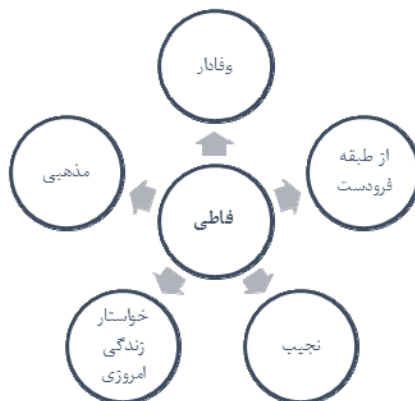 وفادار
از طبقه
فرودست
مذهبی
فاطی
خواستار
زندگی
امروزی
نجیب